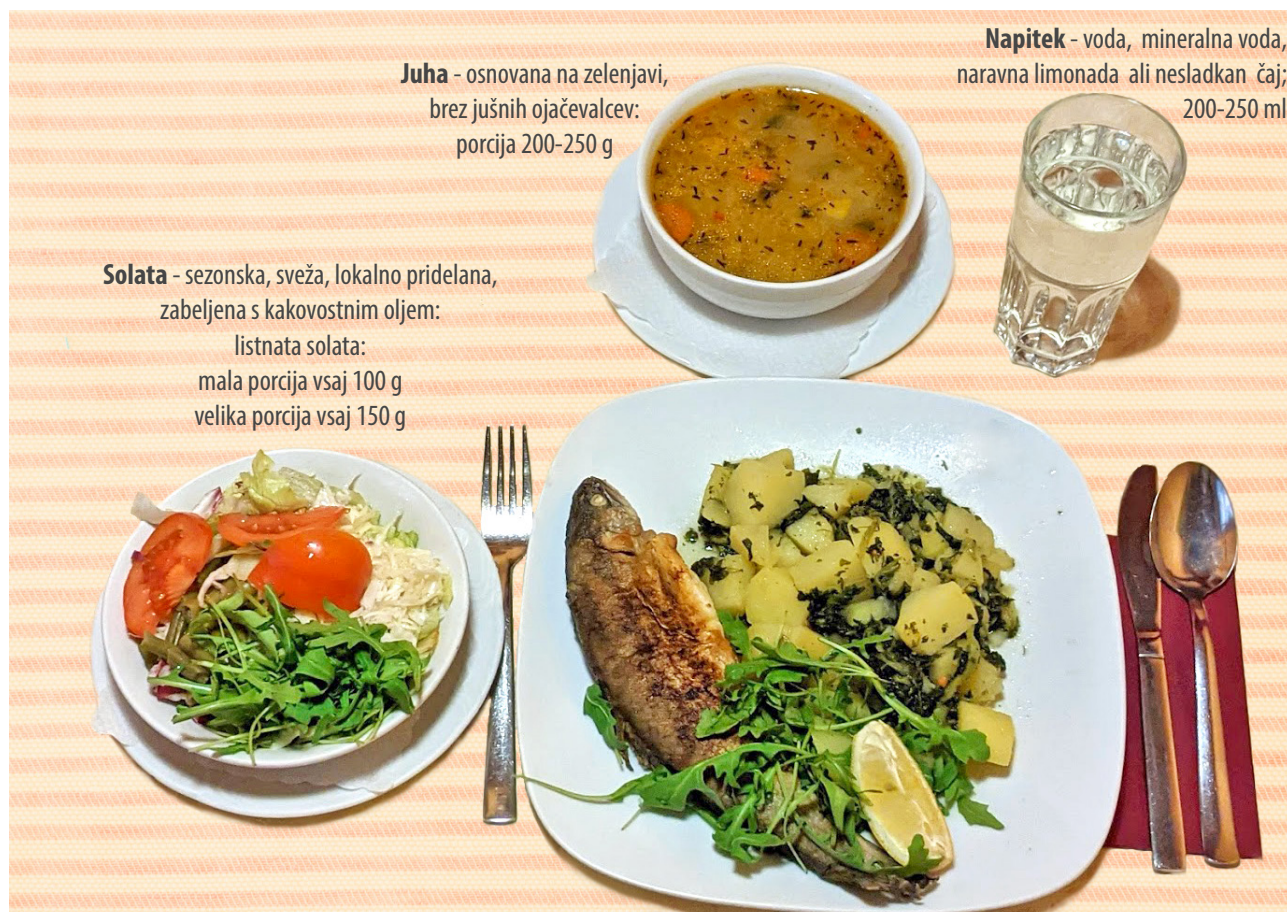 Napitek - voda, mineralna voda,
naravna limonada ali nesladkan čaj;
200-250 ml
Juha - osnovana na zelenjavi,
brez jušnih ojačevalcev:
porcija 200-250 g
Solata - sezonska, sveža, lokalno pridelana,
zabeljena s kakovostnim oljem:
listnata solata:
mala porcija vsaj 100 g
velika porcija vsaj 150 g